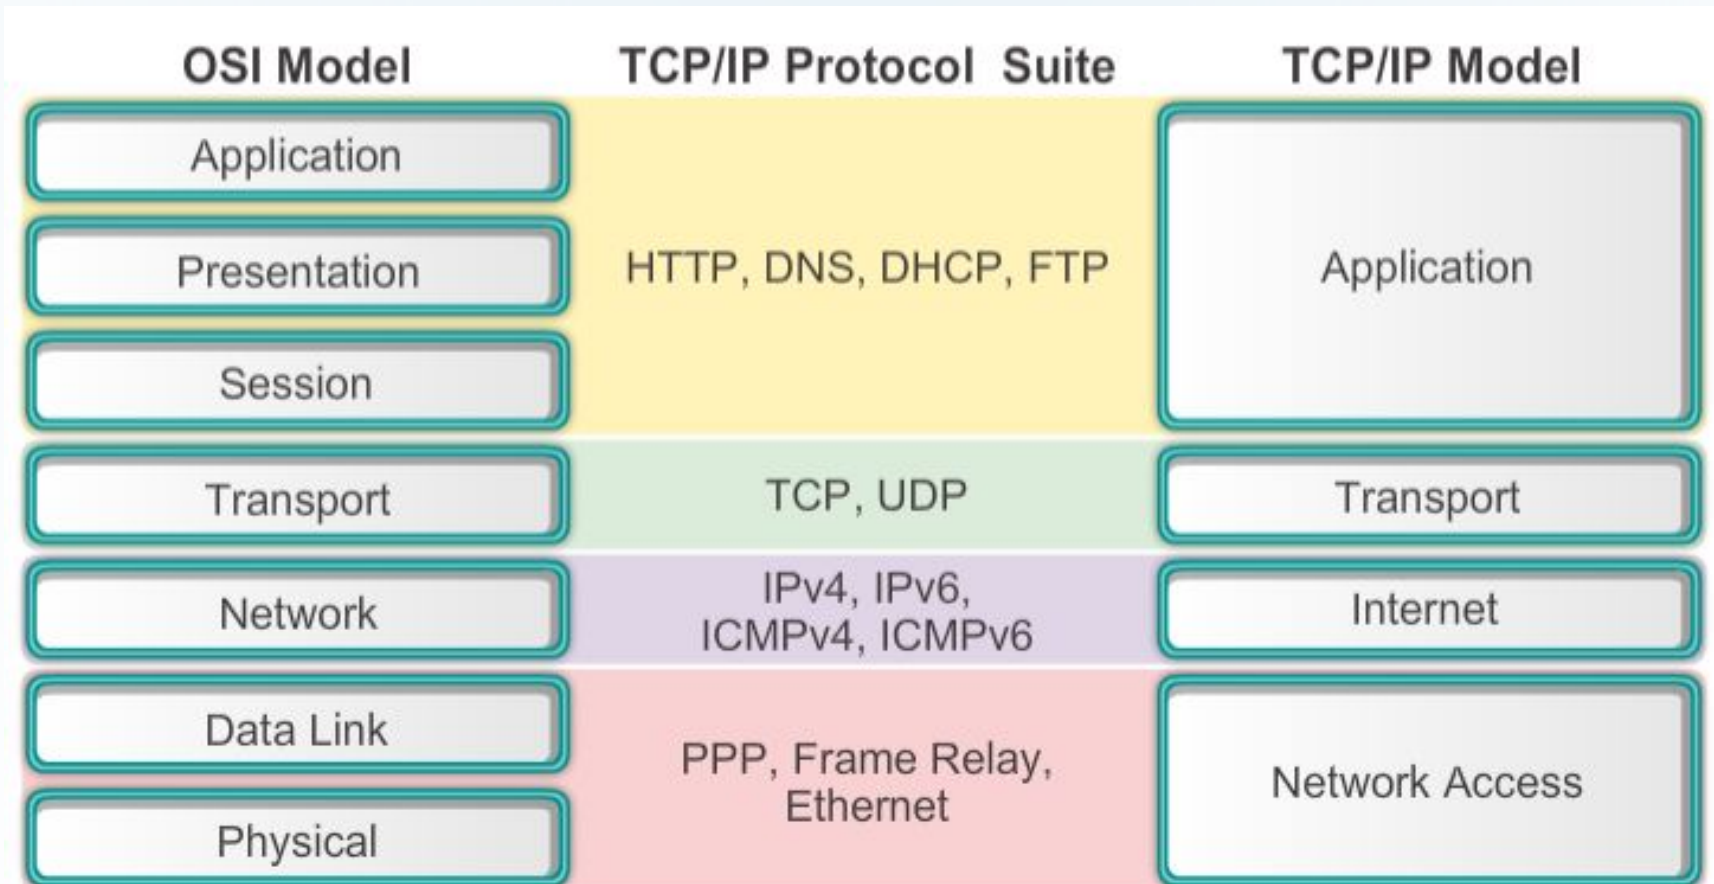 OSI Model
TCP/IP Protocol Suite
TCP/IP Model
Application
Presentation
Session
HTTP, DNS, DHCP, FTP
Application
Transport
TCP, UDP
Transport
Network
IPv4, IPv6,
ICMPv4, ICMPv6
Internet
Data Link
Physical
PPP, Frame Relay,
Ethernet
Network Access